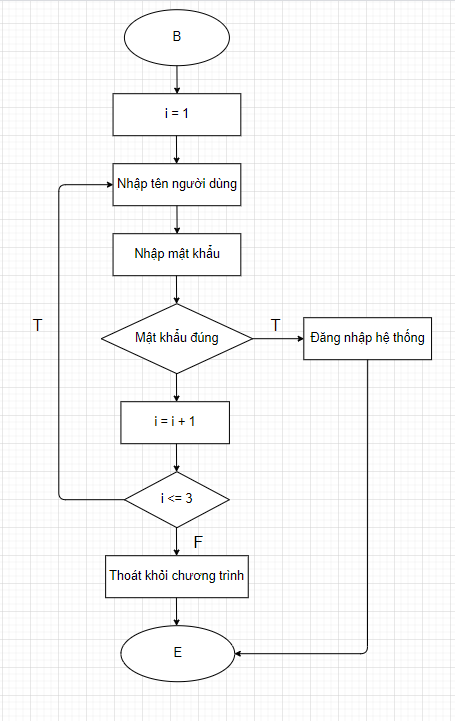 B
i = 1
Nhập tên người dùng
Nhập mật khẩu
T
Mật khẩu đúng
T
Đăng nhập hệ thống
i = i + 1
i <= 3
F
Thoát khỏi chương trình
E